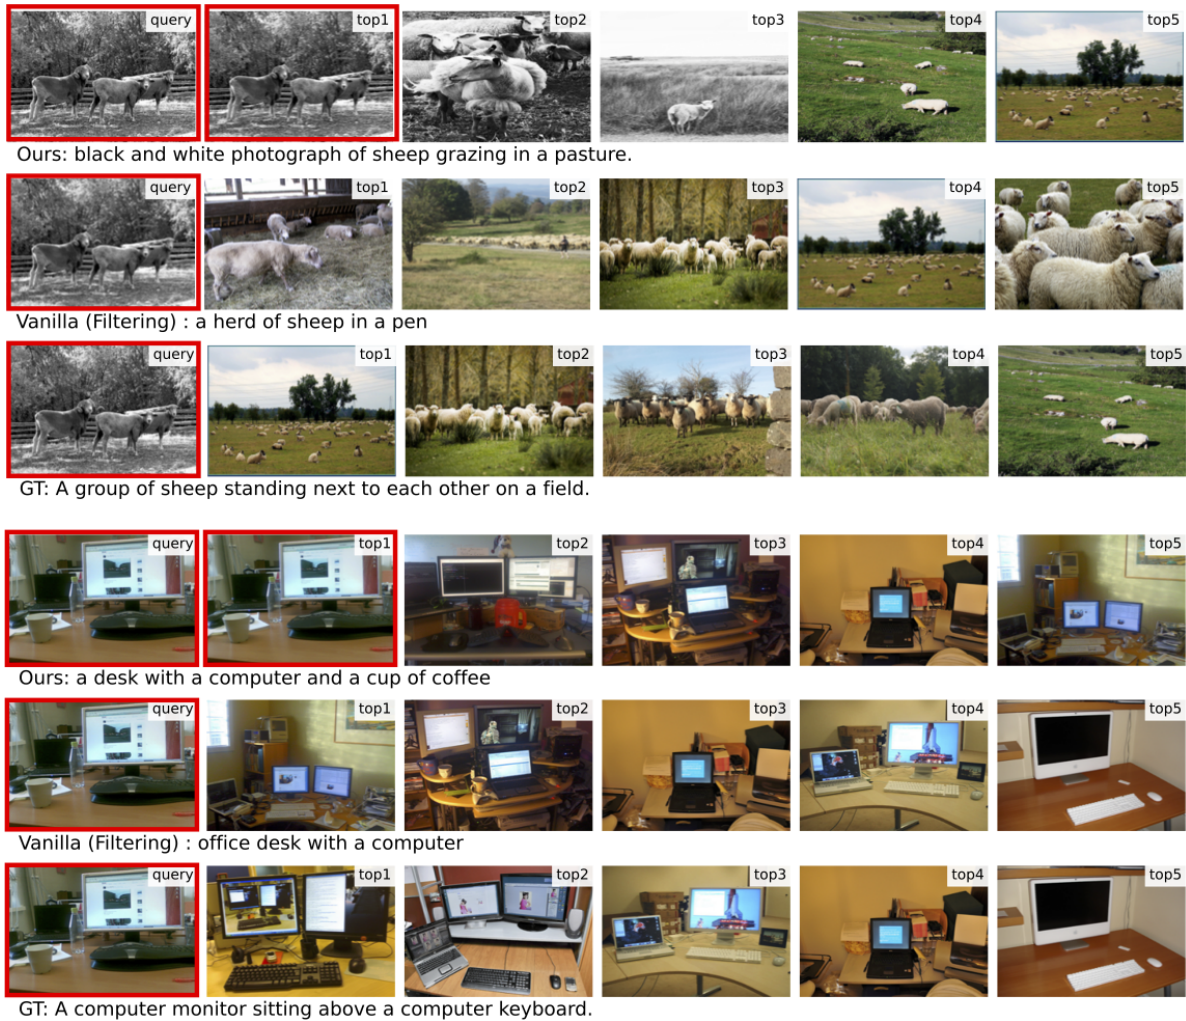 query top1 top2 top3 top4 top5
Ours: black and white photograph of sheep grazing in a pasture.
query top1 top2 top3 top4 top5
Vanilla (Filtering) : a herd of sheep in a pen
query top1 top2 top3 top4 top5
GT: A group of sheep standing next to each other on a field.
query top1 top2 top3 top4 top5
Ours: a desk with a computer and a cup of coffee
query top1 top2 top3 top4 top5
Vanilla (Filtering) : office desk with a computer
query top1 top2 top3 top4 top5
GT: A computer monitor sitting above a computer keyboard.